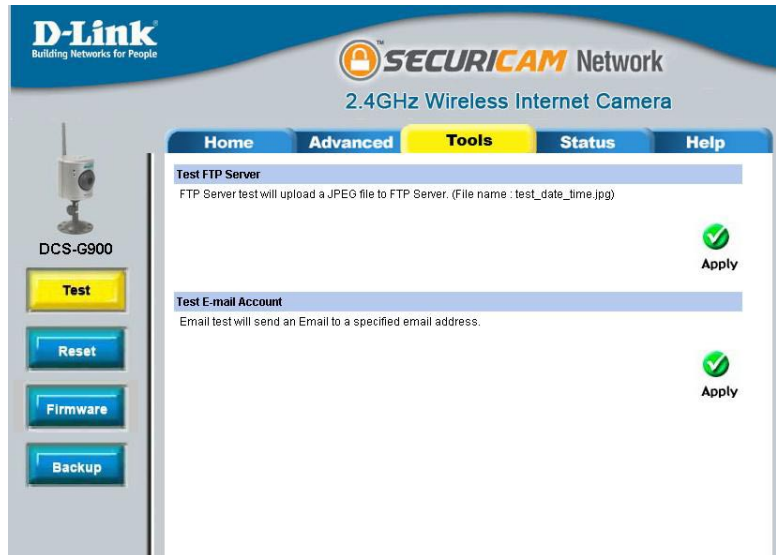 D-Link
Building Networks for People
SECURICAM Network
2.4GHz Wireless Internet Camera
Home
Advanced
Tools
Status
Help
DCS-G900
Test
Reset
Firmware
Backup
Test FTP Server
FTP Server test will upload a JPEG file to FTP Server. (File name : test_date_time.jpg)
Apply
Test E-mail Account
Email test will send an Email to a specified email address.
Apply